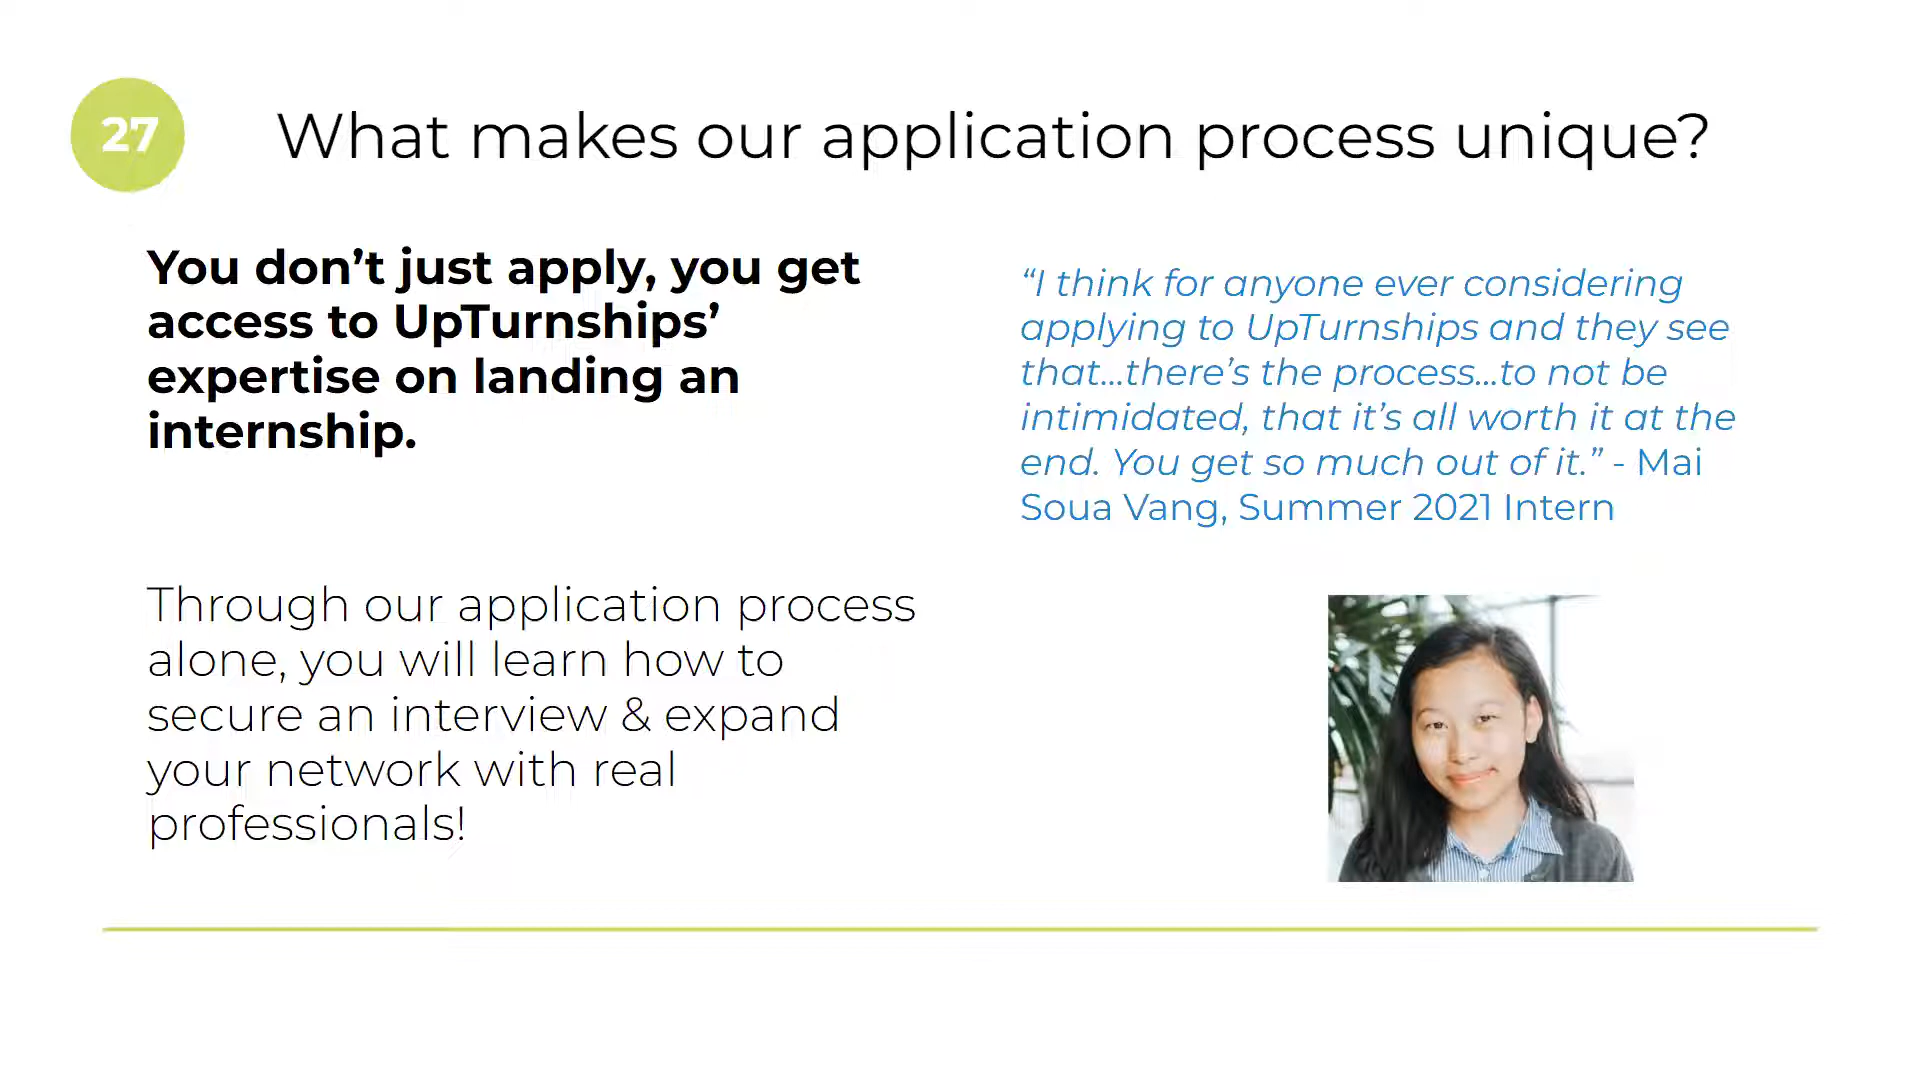 27
What makes our application process unique?
You don’t just apply, you get
access to UpTurnships’
expertise on landing an
internship.
Through our application process
alone, you will learn how to
secure an interview & expand
your network with real
professionals!
“I think for anyone ever considering
applying to UpTurnships and they see
that...there’s the process...to not be
intimidated, that it’s all worth it at the
end. You get so much out of it.” - Mai
Soua Vang, Summer 2021 Intern